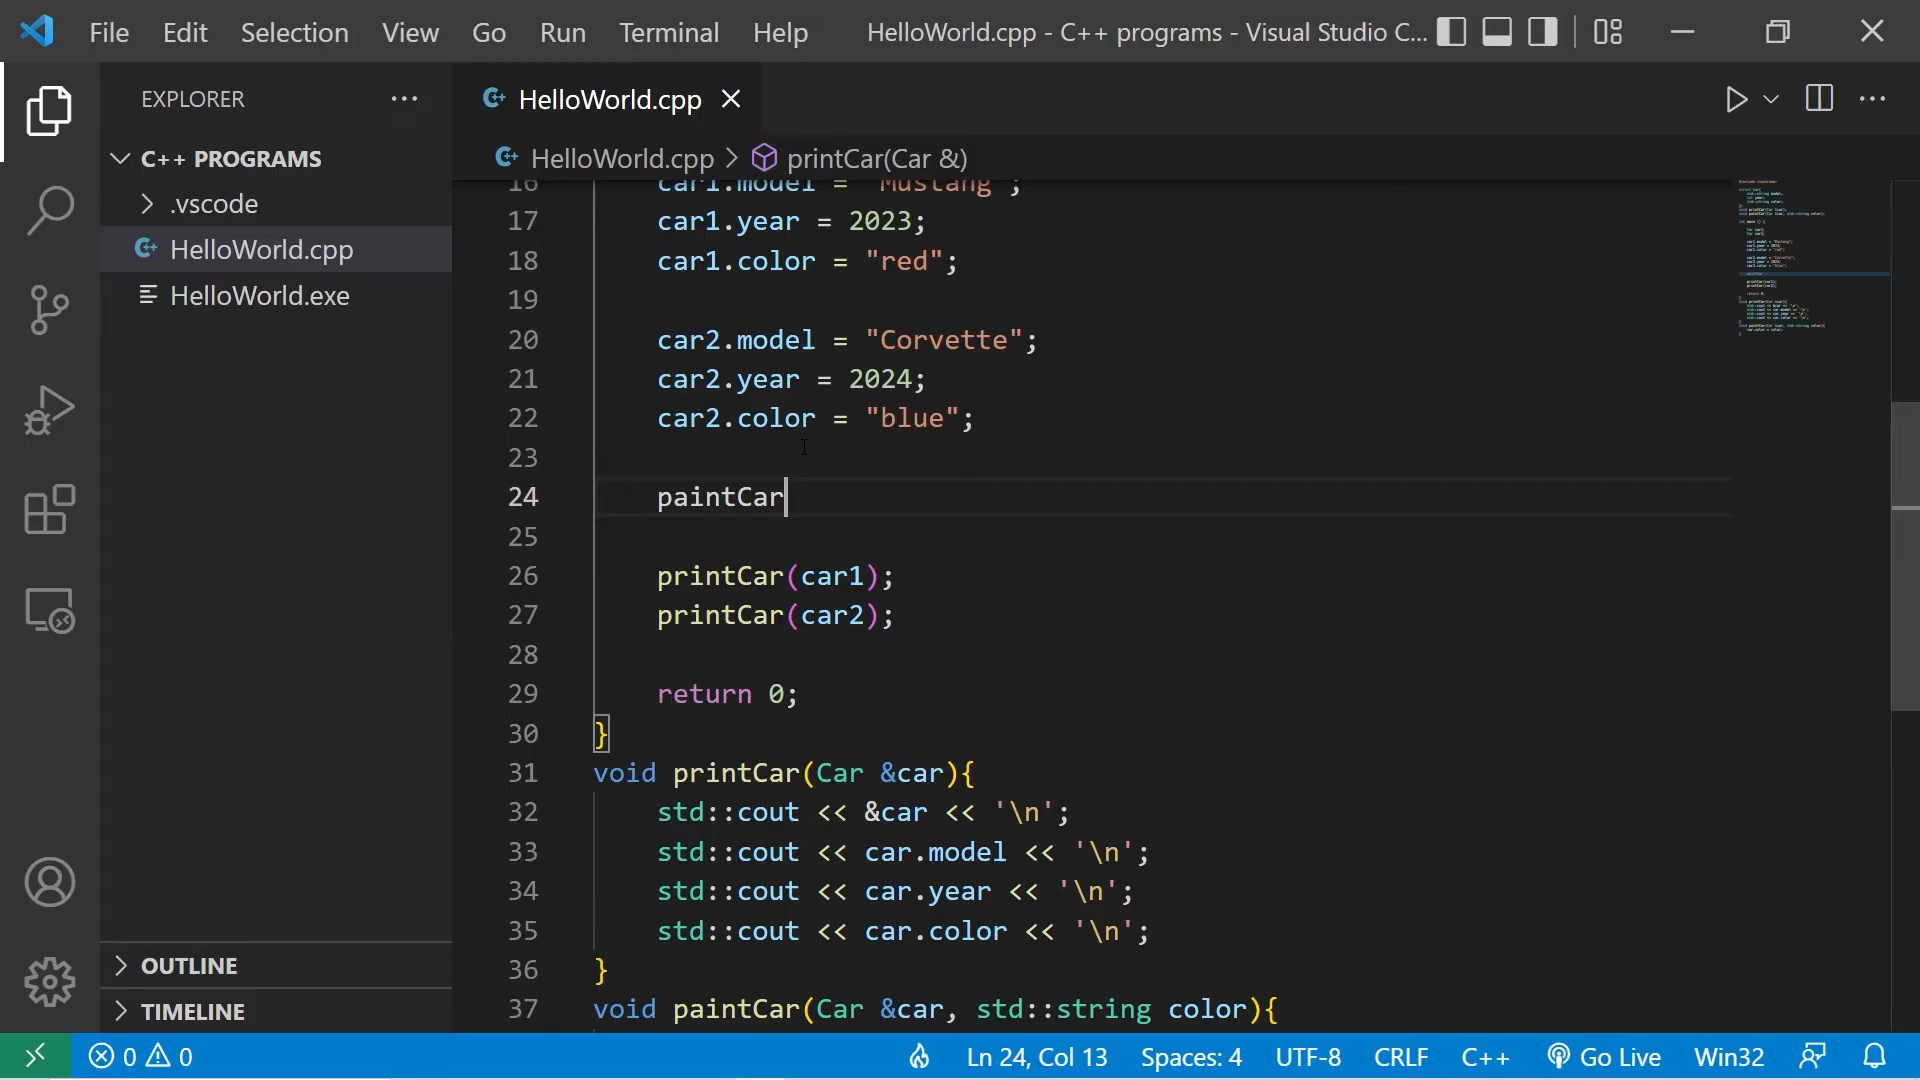 File Edit Selection View Go Run Terminal Help HelloWorld.cpp - C++ programs - Visual Studio C...
EXPLORER
HelloWorld.cpp
C++ PROGRAMS
HelloWorld.cpp > printCar(Car &)
.vscode
HelloWorld.cpp
HelloWorld.exe
16 car1.model = "Mustang";
17 car1.year = 2023;
18 car1.color = "red";
19
20 car2.model = "Corvette";
21 car2.year = 2024;
22 car2.color = "blue";
23
24 paintCar
25
26 printCar(car1);
27 printCar(car2);
28
29 return 0;
30 }
31 void printCar(Car &car){
32 std::cout << &car << '\n';
33 std::cout << car.model << '\n';
34 std::cout << car.year << '\n';
35 std::cout << car.color << '\n';
36 }
37 void paintCar(Car &car, std::string color){
OUTLINE
TIMELINE
0 0 Ln 24, Col 13 Spaces: 4 UTF-8 CRLF C++ Go Live Win32